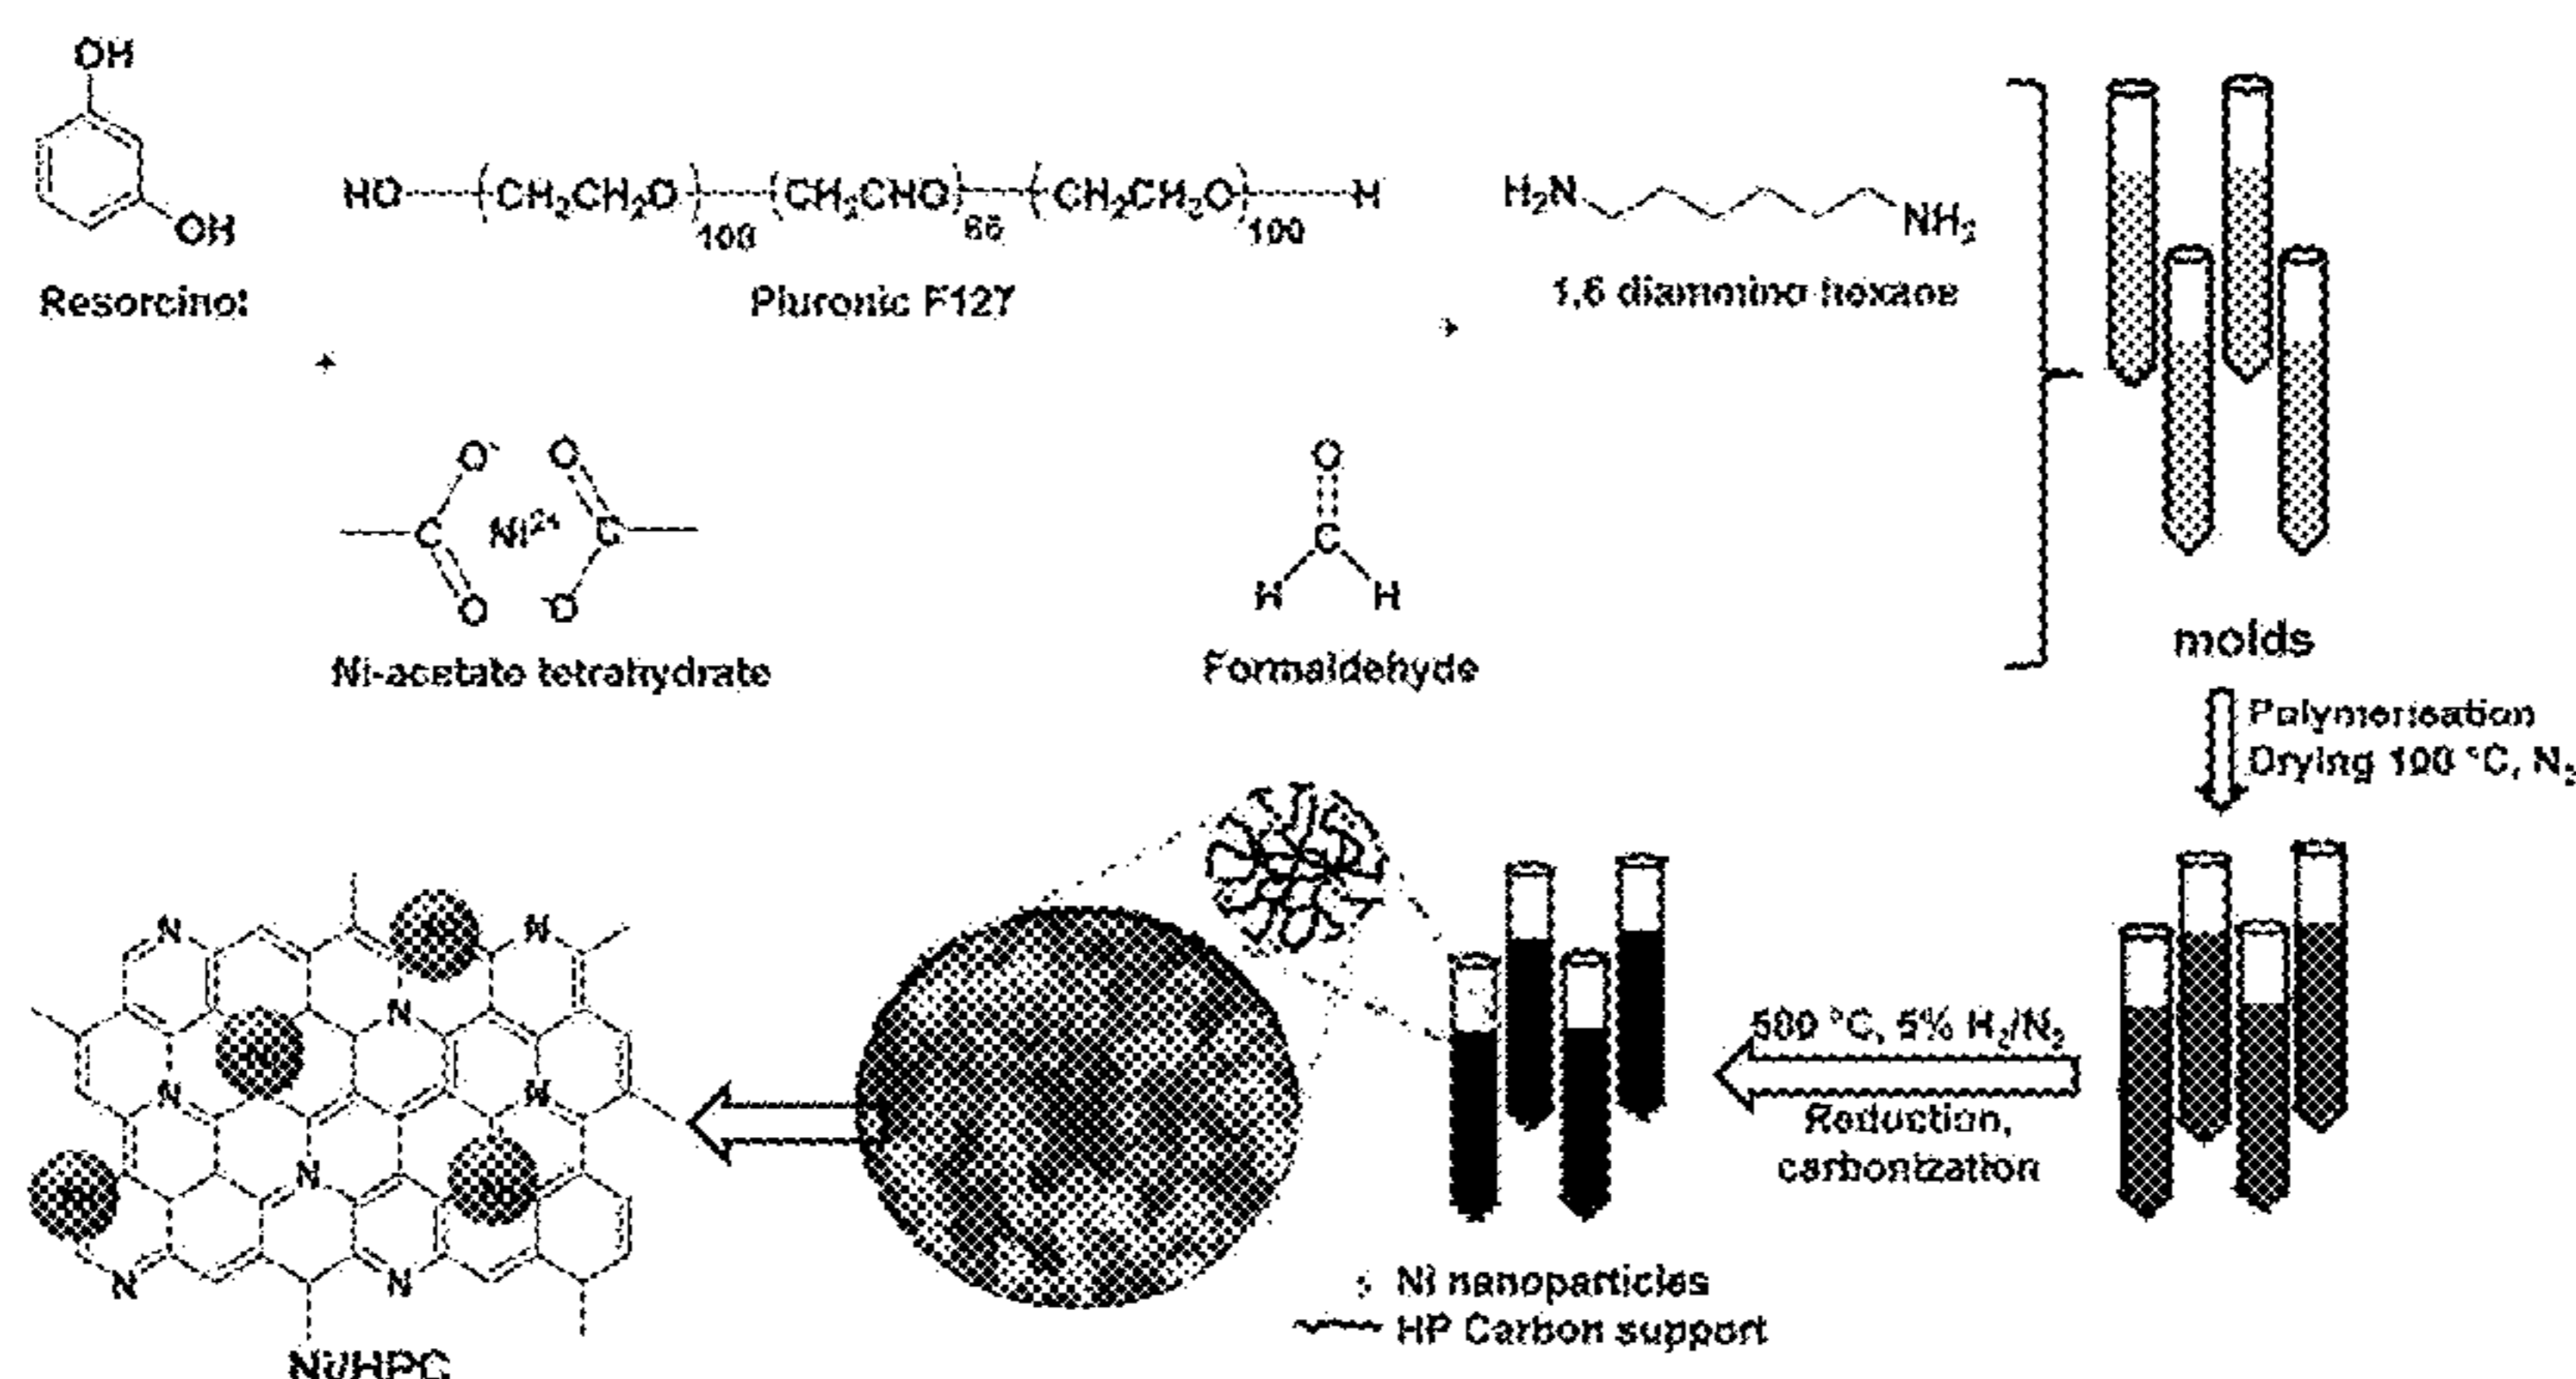 OH
OH
Resorcinol
HO (CH2CH2O)100 (CH2CHO)66 (CH2CH2O)100 H
Pluronic F127
H2N
NH2
1,6 diammino hexane
+
+
O- O
C Ni2+ C
O -O
Ni-acetate tetrahydrate
O
C
H H
Formaldehyde
molds
Polymerisation
Drying 100 °C, N2
500 °C, 5% H2/N2
Reduction,
carbonization
Ni nanoparticles
HP Carbon support
N N
N
N N
N
N N
Ni/HPC